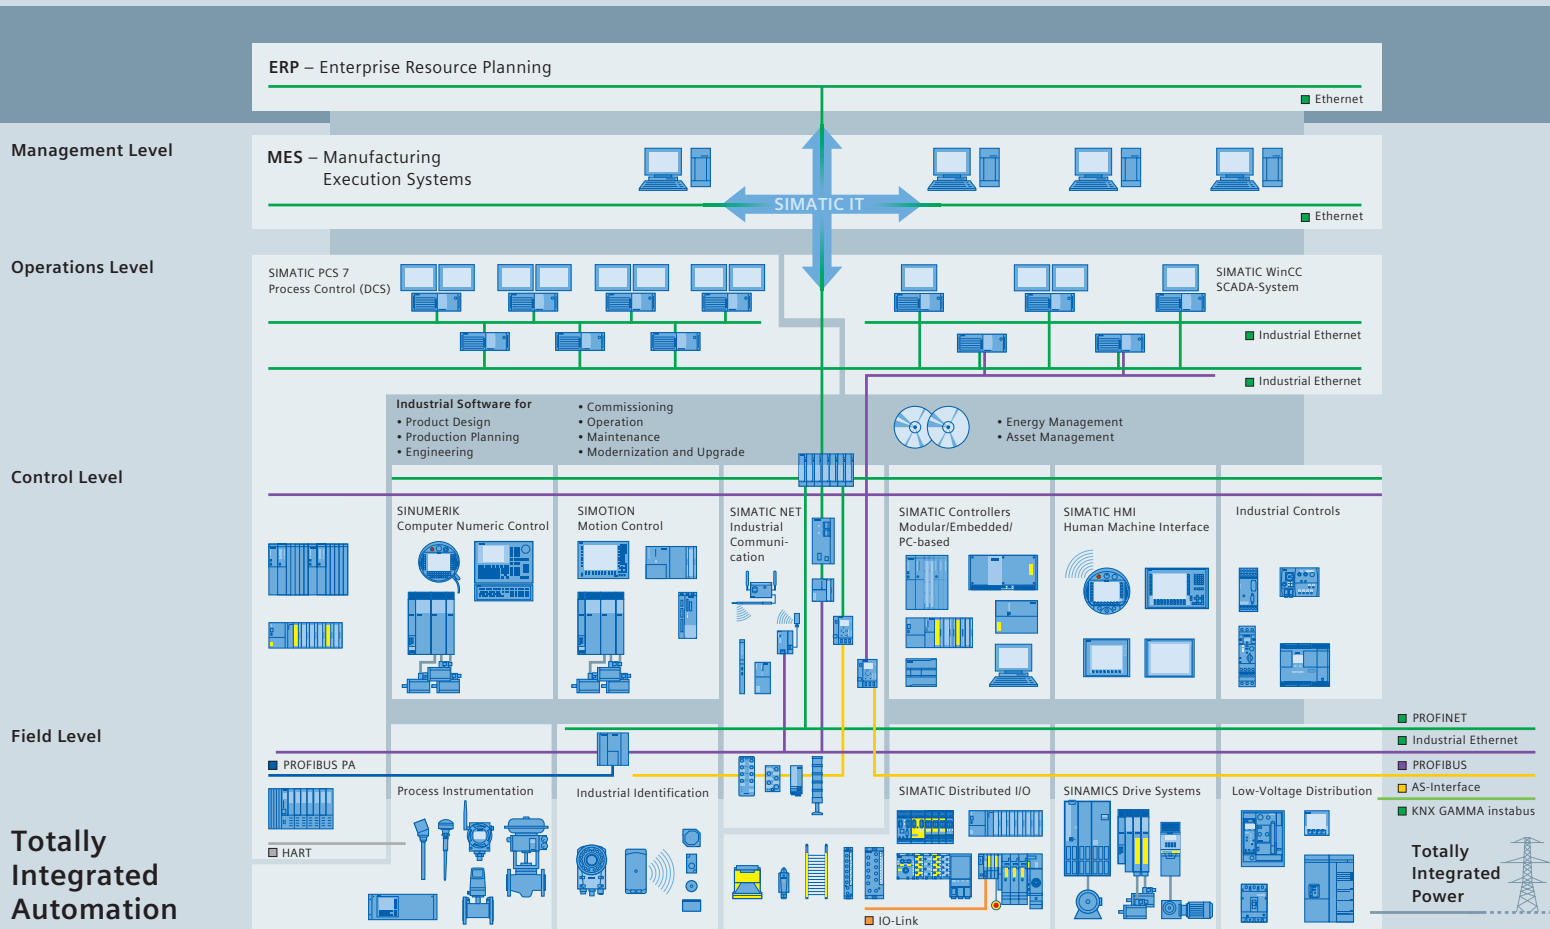 ERP – Enterprise Resource Planning
Ethernet
Management Level
MES – Manufacturing
Execution Systems
SIMATIC IT
Ethernet
Operations Level
SIMATIC PCS 7
Process Control (DCS)
SIMATIC WinCC
SCADA-System
Industrial Ethernet
Industrial Ethernet
Industrial Software for
• Product Design
• Production Planning
• Engineering
• Commissioning
• Operation
• Maintenance
• Modernization and Upgrade
• Energy Management
• Asset Management
Control Level
SINUMERIK
Computer Numeric Control
SIMOTION
Motion Control
SIMATIC NET
Industrial
Communi-
cation
SIMATIC Controllers
Modular/Embedded/
PC-based
SIMATIC HMI
Human Machine Interface
Industrial Controls
Field Level
PROFINET
Industrial Ethernet
PROFIBUS
AS-Interface
KNX GAMMA instabus
PROFIBUS PA
Process Instrumentation
Industrial Identification
SIMATIC Distributed I/O
SINAMICS Drive Systems
Low-Voltage Distribution
HART
IO-Link
Totally
Integrated
Automation
Totally
Integrated
Power